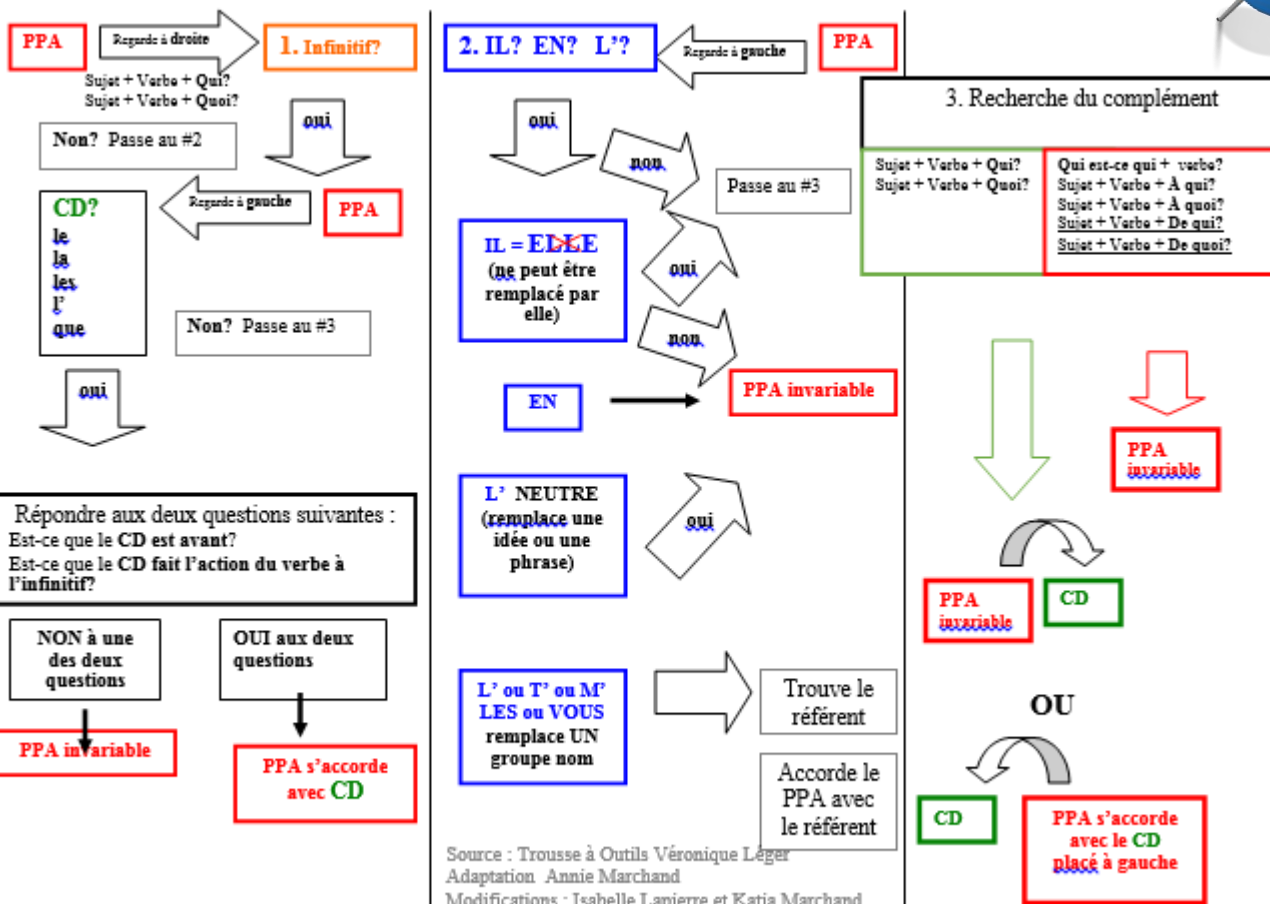 PPA
Regarde à droite
1. Infinitif?
Sujet + Verbe + Qui?
Sujet + Verbe + Quoi?
oui
Non? Passe au #2
CD?
le
la
les
l'
que
Regarde à gauche
PPA
Non? Passe au #3
oui
Répondre aux deux questions suivantes :
Est-ce que le CD est avant?
Est-ce que le CD fait l'action du verbe à
l'infinitif?
NON à une
des deux
questions
OUI aux deux
questions
PPA invariable
PPA s'accorde
avec CD
2. IL? EN? L'?
Regarde à gauche
PPA
oui
non
Passe au #3
IL = ELLE
(ne peut être
remplacé par
elle)
oui
non
EN
PPA invariable
L' NEUTRE
(remplace une
idée ou une
phrase)
oui
L' ou T' ou M'
LES ou VOUS
remplace UN
groupe nom
Trouve le
référent
Accorde le
PPA avec
le référent
Source : Trousse à Outils Véronique Léger
Adaptation Annie Marchand
Modifications : Isabelle Lapierre et Katia Marchand
3. Recherche du complément
Sujet + Verbe + Qui?
Sujet + Verbe + Quoi?
Qui est-ce qui + verbe?
Sujet + Verbe + À qui?
Sujet + Verbe + À quoi?
Sujet + Verbe + De qui?
Sujet + Verbe + De quoi?
PPA
invariable
PPA
invariable
CD
OU
CD
PPA s'accorde
avec le CD
placé à gauche